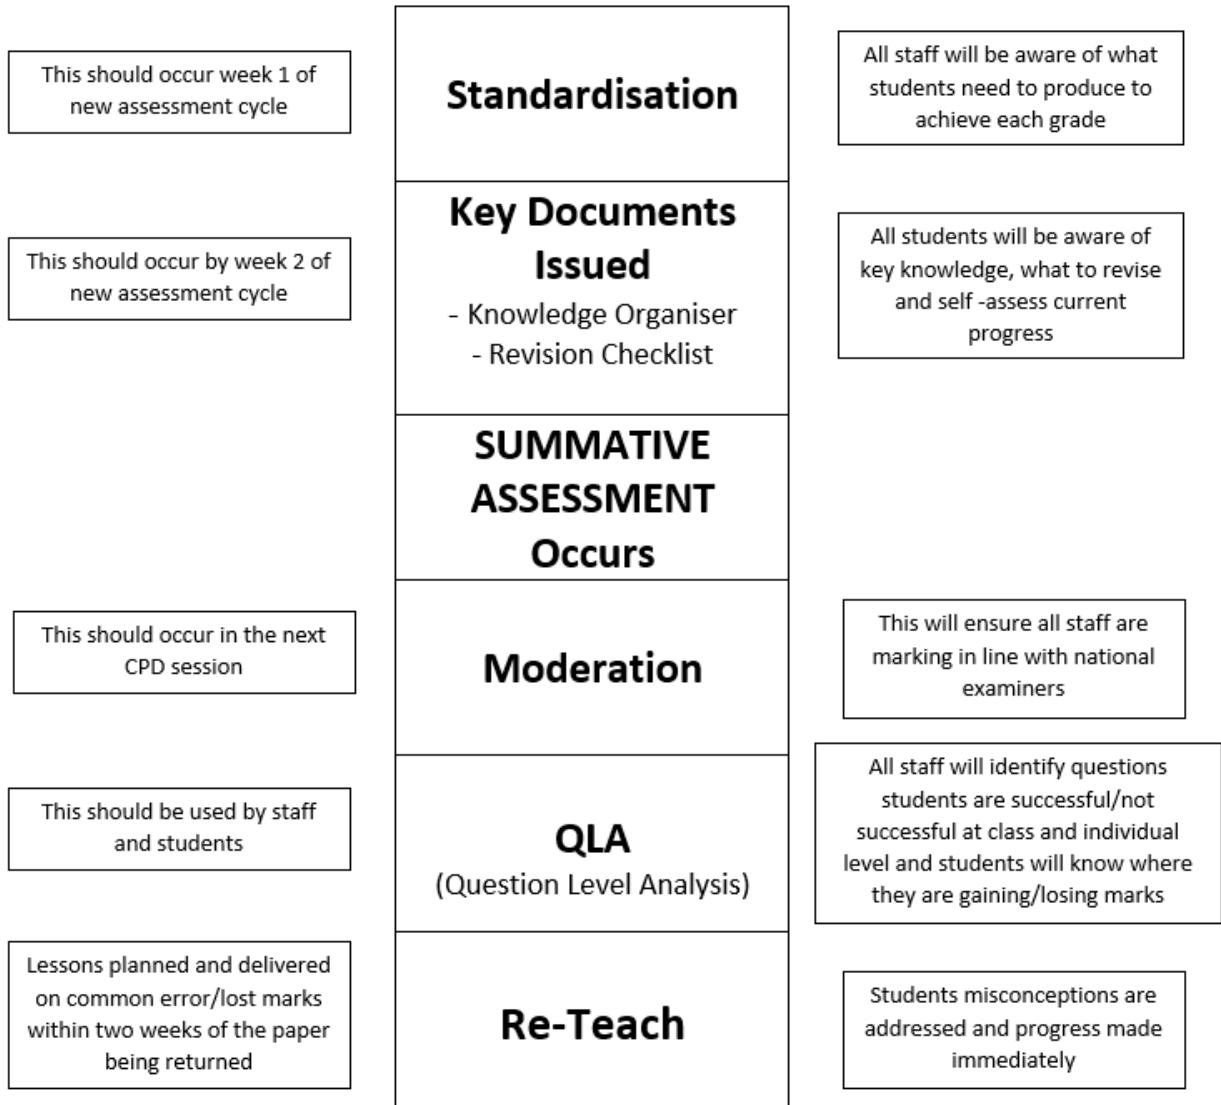 This should occur week 1 of
new assessment cycle
Standardisation
All staff will be aware of what
students need to produce to
achieve each grade
This should occur by week 2 of
new assessment cycle
Key Documents
Issued
- Knowledge Organiser
- Revision Checklist
All students will be aware of
key knowledge, what to revise
and self -assess current
progress
SUMMATIVE
ASSESSMENT
Occurs
This should occur in the next
CPD session
Moderation
This will ensure all staff are
marking in line with national
examiners
This should be used by staff
and students
QLA
(Question Level Analysis)
All staff will identify questions
students are successful/not
successful at class and individual
level and students will know where
they are gaining/losing marks
Lessons planned and delivered
on common error/lost marks
within two weeks of the paper
being returned
Re-Teach
Students misconceptions are
addressed and progress made
immediately